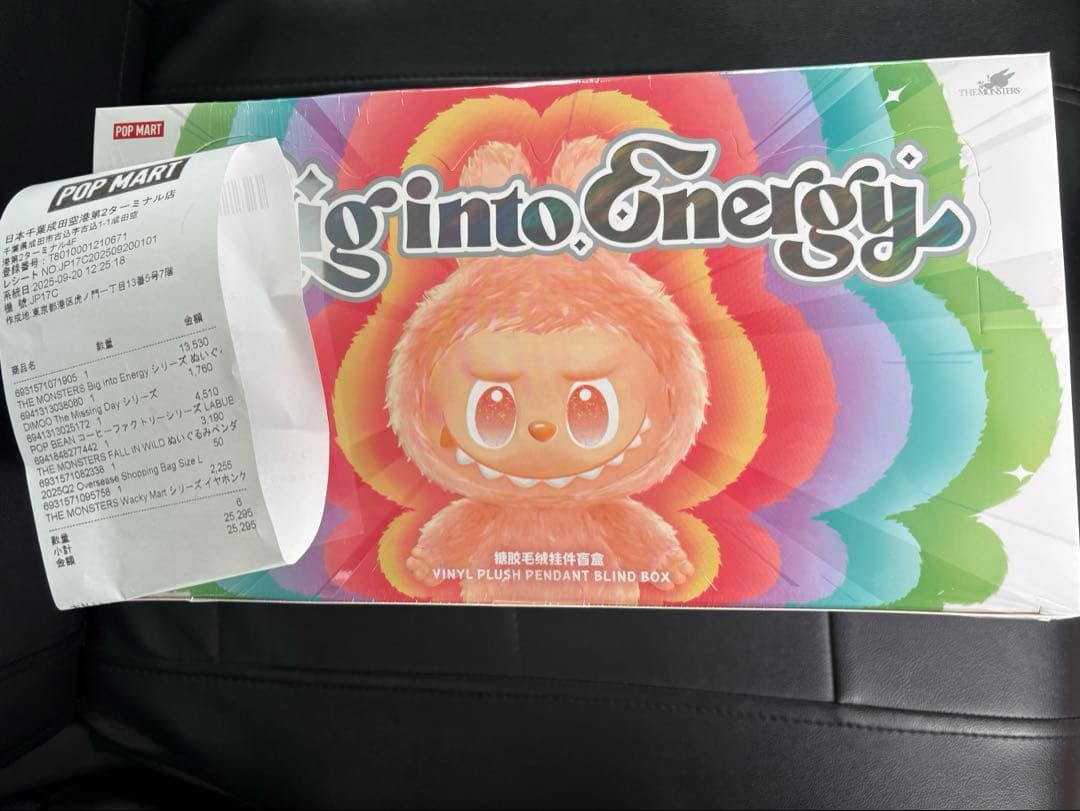 POP MART
THE MONSTERS
Big into Energy
糖胶毛绒挂件盲盒
VINYL PLUSH PENDANT BLIND BOX
POP MART
日本千葉成田空港第2ターミナル店
千葉県成田市古込字古込1-1成田空
港第2ターミナル4F
登録番号:T8010001210671
レシート NO.JP17C202509200101
系統日:2025-09-20 12:25:18
機 號:JP17C
作成地:東京都港区虎ノ門一丁目13番5号7階
商品名 数量 金額
6931571071905 1 13,530
THE MONSTERS Big into Energy シリーズ ぬいぐ
6941313038080 1 1,760
DIMOO The Missing Day シリーズ
6941313025172 1 4,510
POP BEAN コーヒーファクトリーシリーズ LABUE
6941848277442 1 3,190
THE MONSTERS FALL IN WILD ぬいぐるみペンダ
6931571082338 1 50
2025Q2 Oversease Shopping Bag Size L
6931571095758 1 2,255
THE MONSTERS Wacky Mart シリーズ イヤホンク
数量 6
小計 25,295
金額 25,295